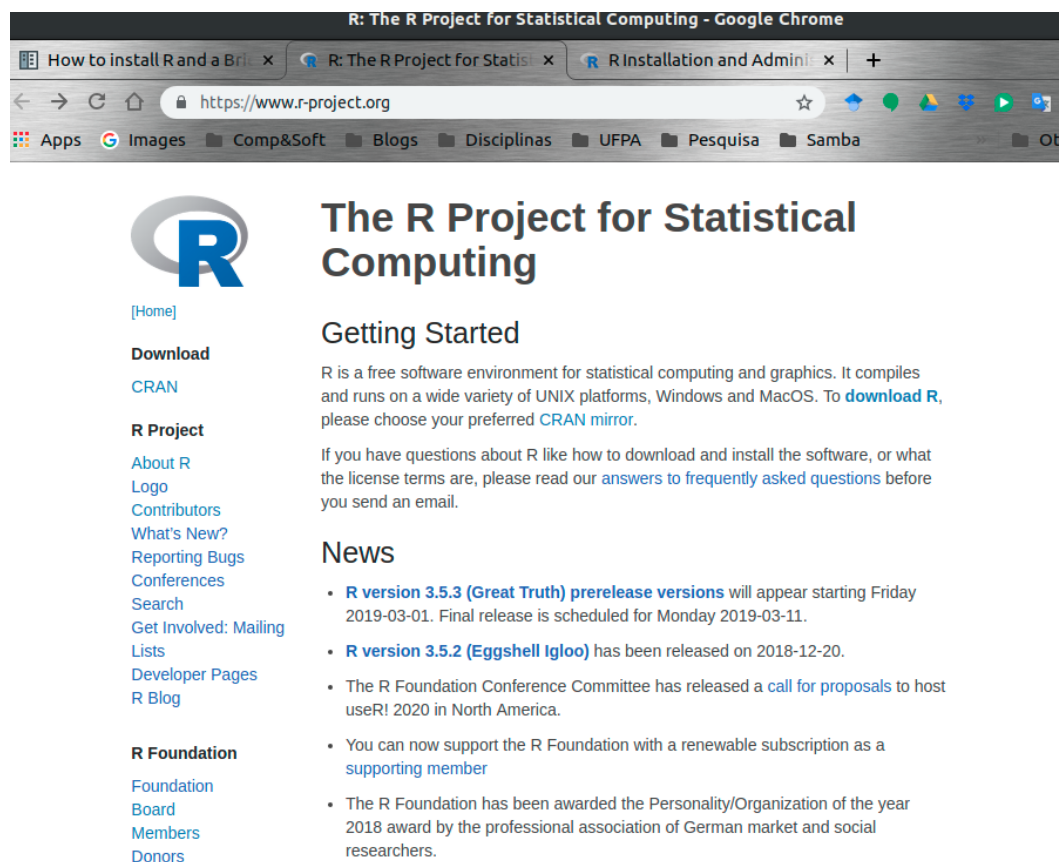 R: The R Project for Statistical Computing - Google Chrome
How to install R and a Bri
R: The R Project for Statist
R Installation and Admini
https://www.r-project.org
Apps
Images
Comp&Soft
Blogs
Disciplinas
UFPA
Pesquisa
Samba
Ot
R
[Home]
Download
CRAN
R Project
About R
Logo
Contributors
What's New?
Reporting Bugs
Conferences
Search
Get Involved: Mailing
Lists
Developer Pages
R Blog
R Foundation
Foundation
Board
Members
Donors
The R Project for Statistical
Computing
Getting Started
R is a free software environment for statistical computing and graphics. It compiles
and runs on a wide variety of UNIX platforms, Windows and MacOS. To download R,
please choose your preferred CRAN mirror.
If you have questions about R like how to download and install the software, or what
the license terms are, please read our answers to frequently asked questions before
you send an email.
News
• R version 3.5.3 (Great Truth) prerelease versions will appear starting Friday
2019-03-01. Final release is scheduled for Monday 2019-03-11.
• R version 3.5.2 (Eggshell Igloo) has been released on 2018-12-20.
• The R Foundation Conference Committee has released a call for proposals to host
useR! 2020 in North America.
• You can now support the R Foundation with a renewable subscription as a
supporting member
• The R Foundation has been awarded the Personality/Organization of the year
2018 award by the professional association of German market and social
researchers.